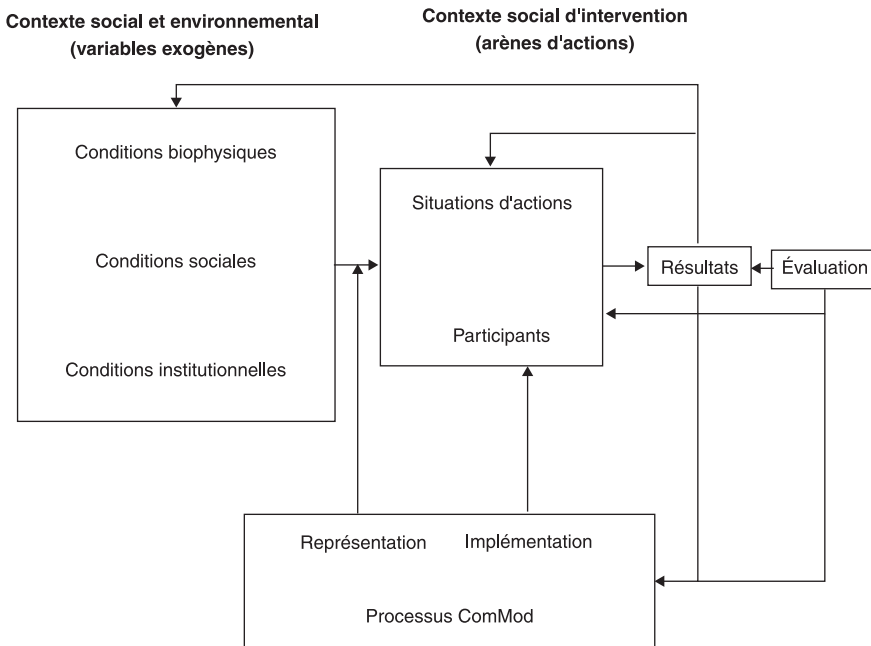 Contexte social et environnemental
(variables exogènes)
Contexte social d'intervention
(arènes d'actions)
Conditions biophysiques
Conditions sociales
Conditions institutionnelles
Situations d'actions
Participants
Résultats
Évaluation
Représentation
Implémentation
Processus ComMod